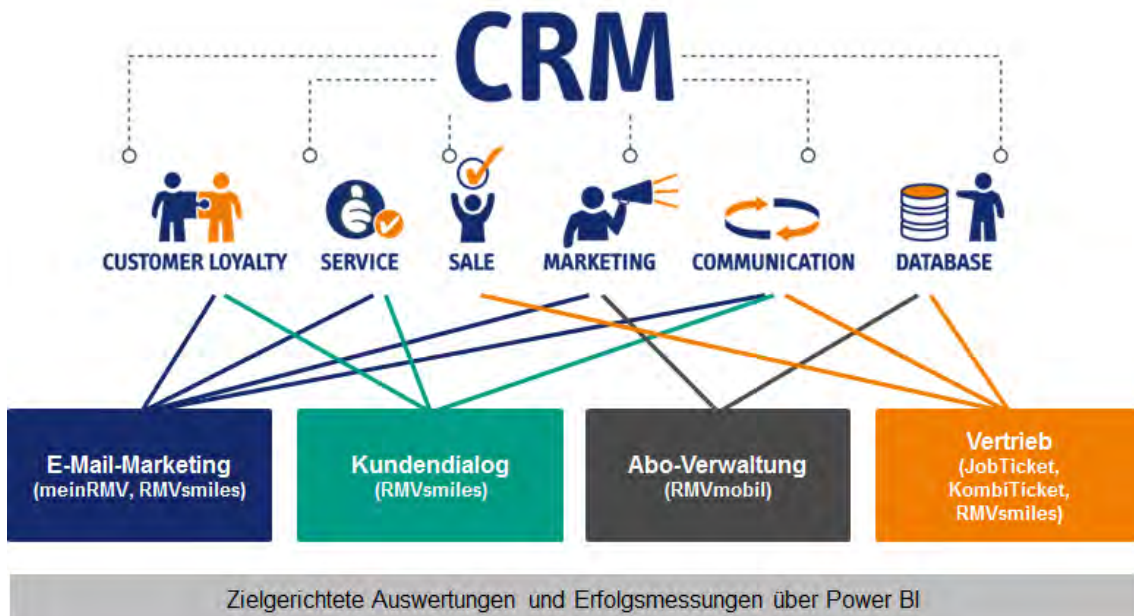 CRM
CUSTOMER LOYALTY
SERVICE
SALE
MARKETING
COMMUNICATION
DATABASE
E-Mail-Marketing
(meinRMV, RMVsmiles)
Kundendialog
(RMVsmiles)
Abo-Verwaltung
(RMVmobil)
Vertrieb
(JobTicket,
KombiTicket,
RMVsmiles)
Zielgerichtete Auswertungen und Erfolgsmessungen über Power BI